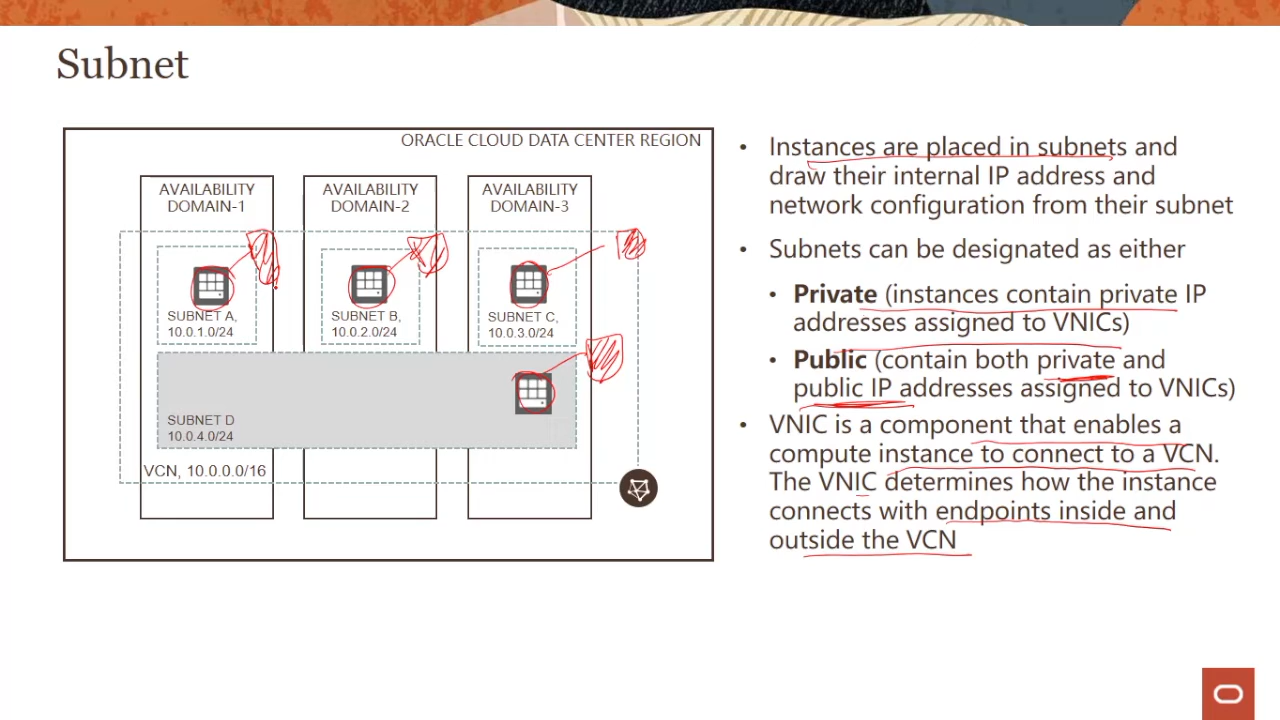 Subnet
ORACLE CLOUD DATA CENTER REGION
AVAILABILITY
DOMAIN-1
AVAILABILITY
DOMAIN-2
AVAILABILITY
DOMAIN-3
SUBNET A,
10.0.1.0/24
SUBNET B,
10.0.2.0/24
SUBNET C,
10.0.3.0/24
SUBNET D
10.0.4.0/24
VCN, 10.0.0.0/16
• Instances are placed in subnets and
draw their internal IP address and
network configuration from their subnet
• Subnets can be designated as either
• Private (instances contain private IP
addresses assigned to VNICs)
• Public (contain both private and
public IP addresses assigned to VNICs)
• VNIC is a component that enables a
compute instance to connect to a VCN.
The VNIC determines how the instance
connects with endpoints inside and
outside the VCN